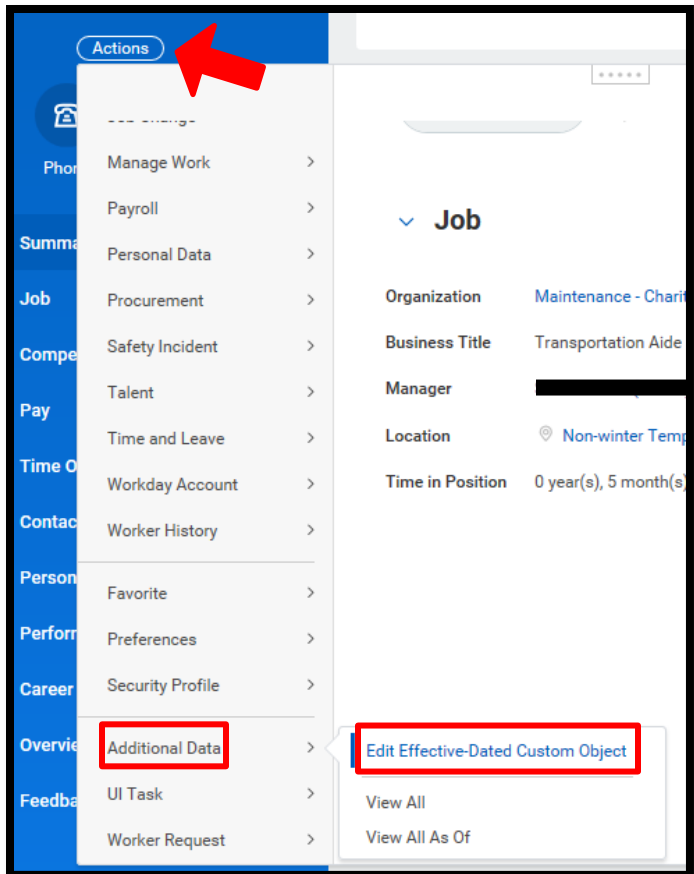 Actions
Job Change
Manage Work
Payroll
Personal Data
Procurement
Safety Incident
Talent
Time and Leave
Workday Account
Worker History
Favorite
Preferences
Security Profile
Additional Data
UI Task
Worker Request
Edit Effective-Dated Custom Object
View All
View All As Of
Phon
Summa
Job
Compe
Pay
Time O
Contac
Person
Perform
Career
Overvie
Feedba
Job
Organization Maintenance - Charit
Business Title Transportation Aide
Manager
Location Non-winter Temp
Time in Position 0 year(s), 5 month(s)